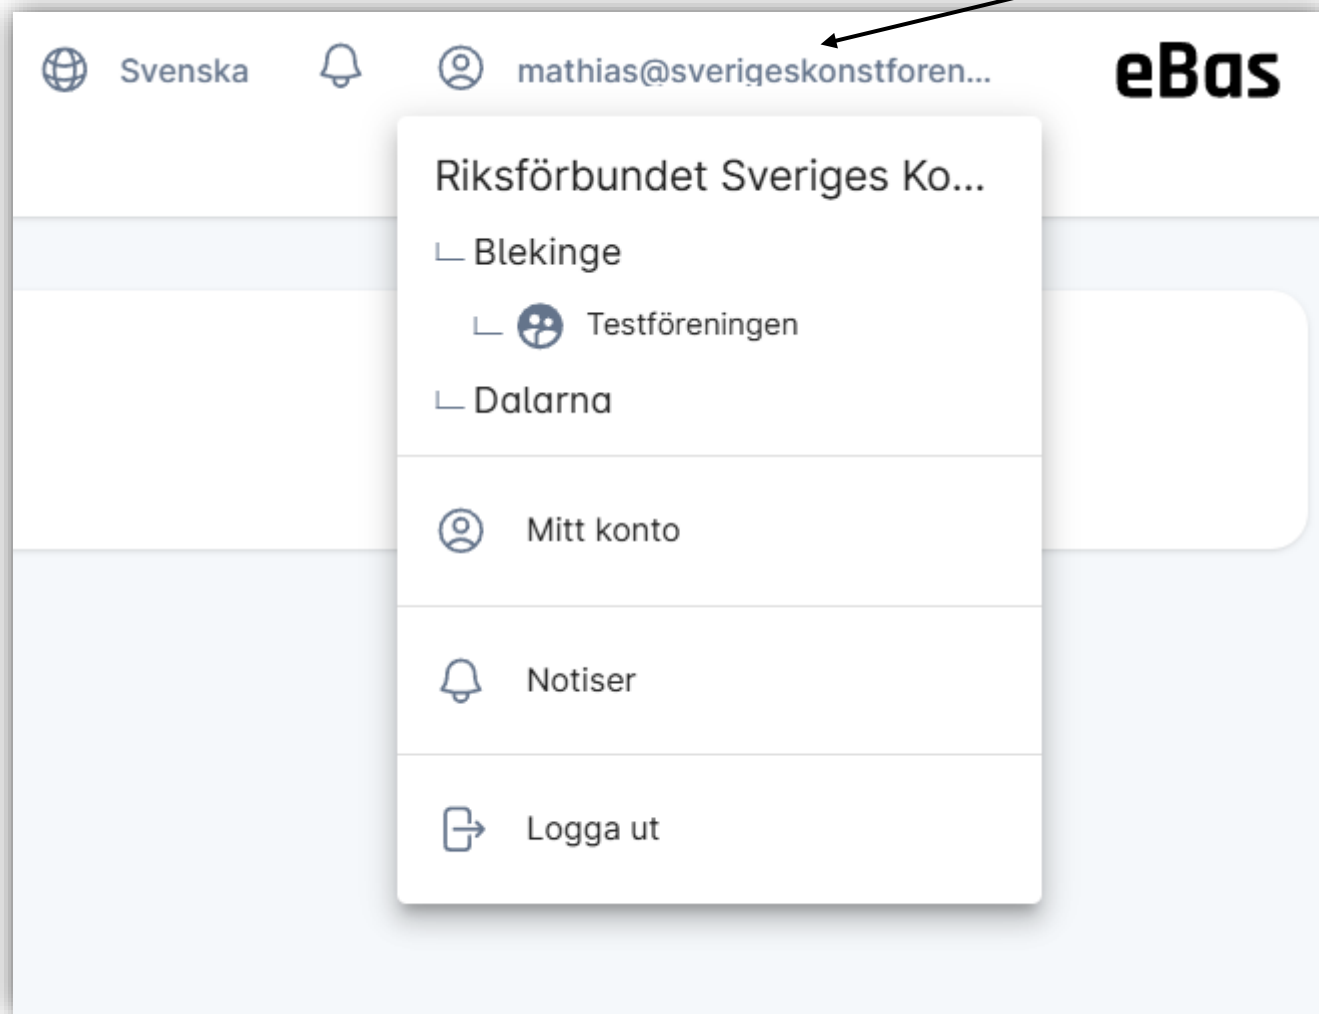 Svenska mathias@sverigeskonstforen... eBas
Riksförbundet Sveriges Ko...
Blekinge
Testföreningen
Dalarna
Mitt konto
Notiser
Logga ut